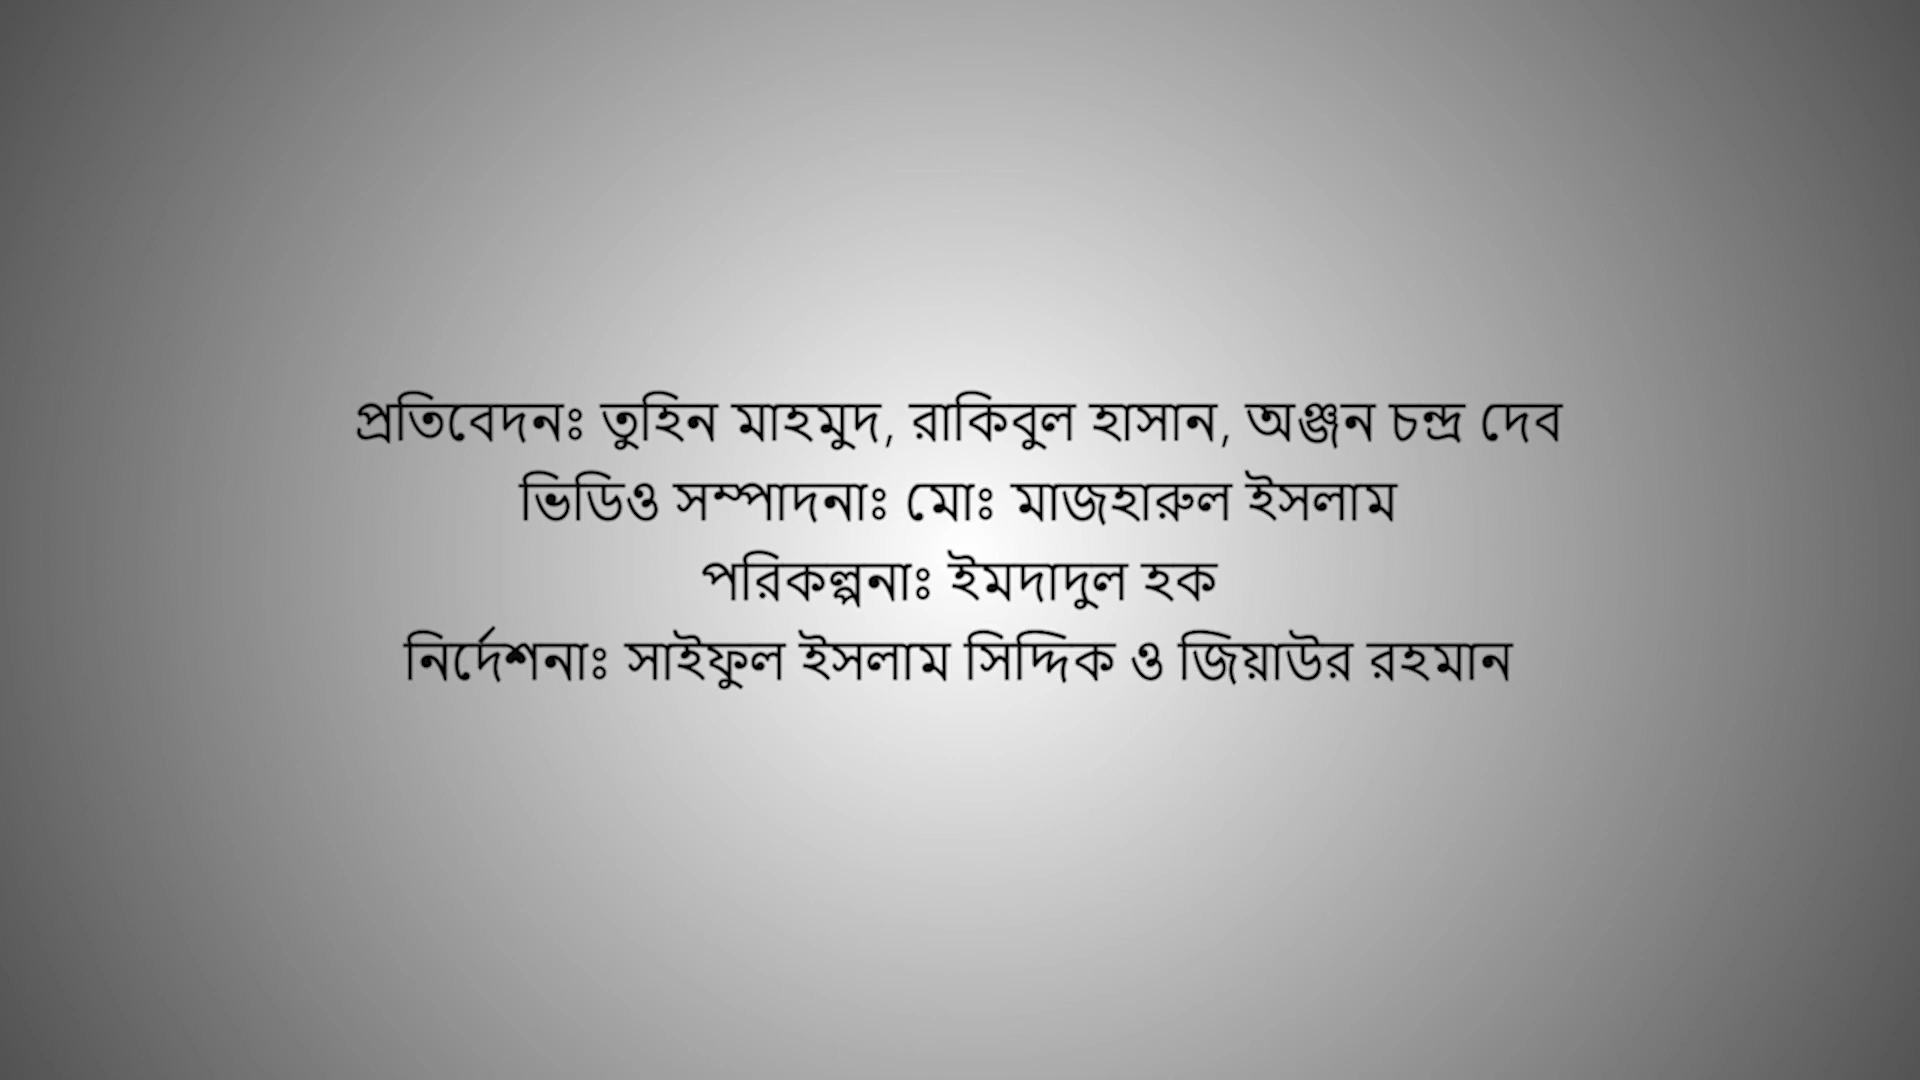 প্রতিবেদনঃ তুহিন মাহমুদ, রাকিবুল হাসান, অঞ্জন চন্দ্র দেব
ভিডিও সম্পাদনাঃ মোঃ মাজহারুল ইসলাম
পরিকল্পনাঃ ইমদাদুল হক
নির্দেশনাঃ সাইফুল ইসলাম সিদ্দিক ও জিয়াউর রহমান